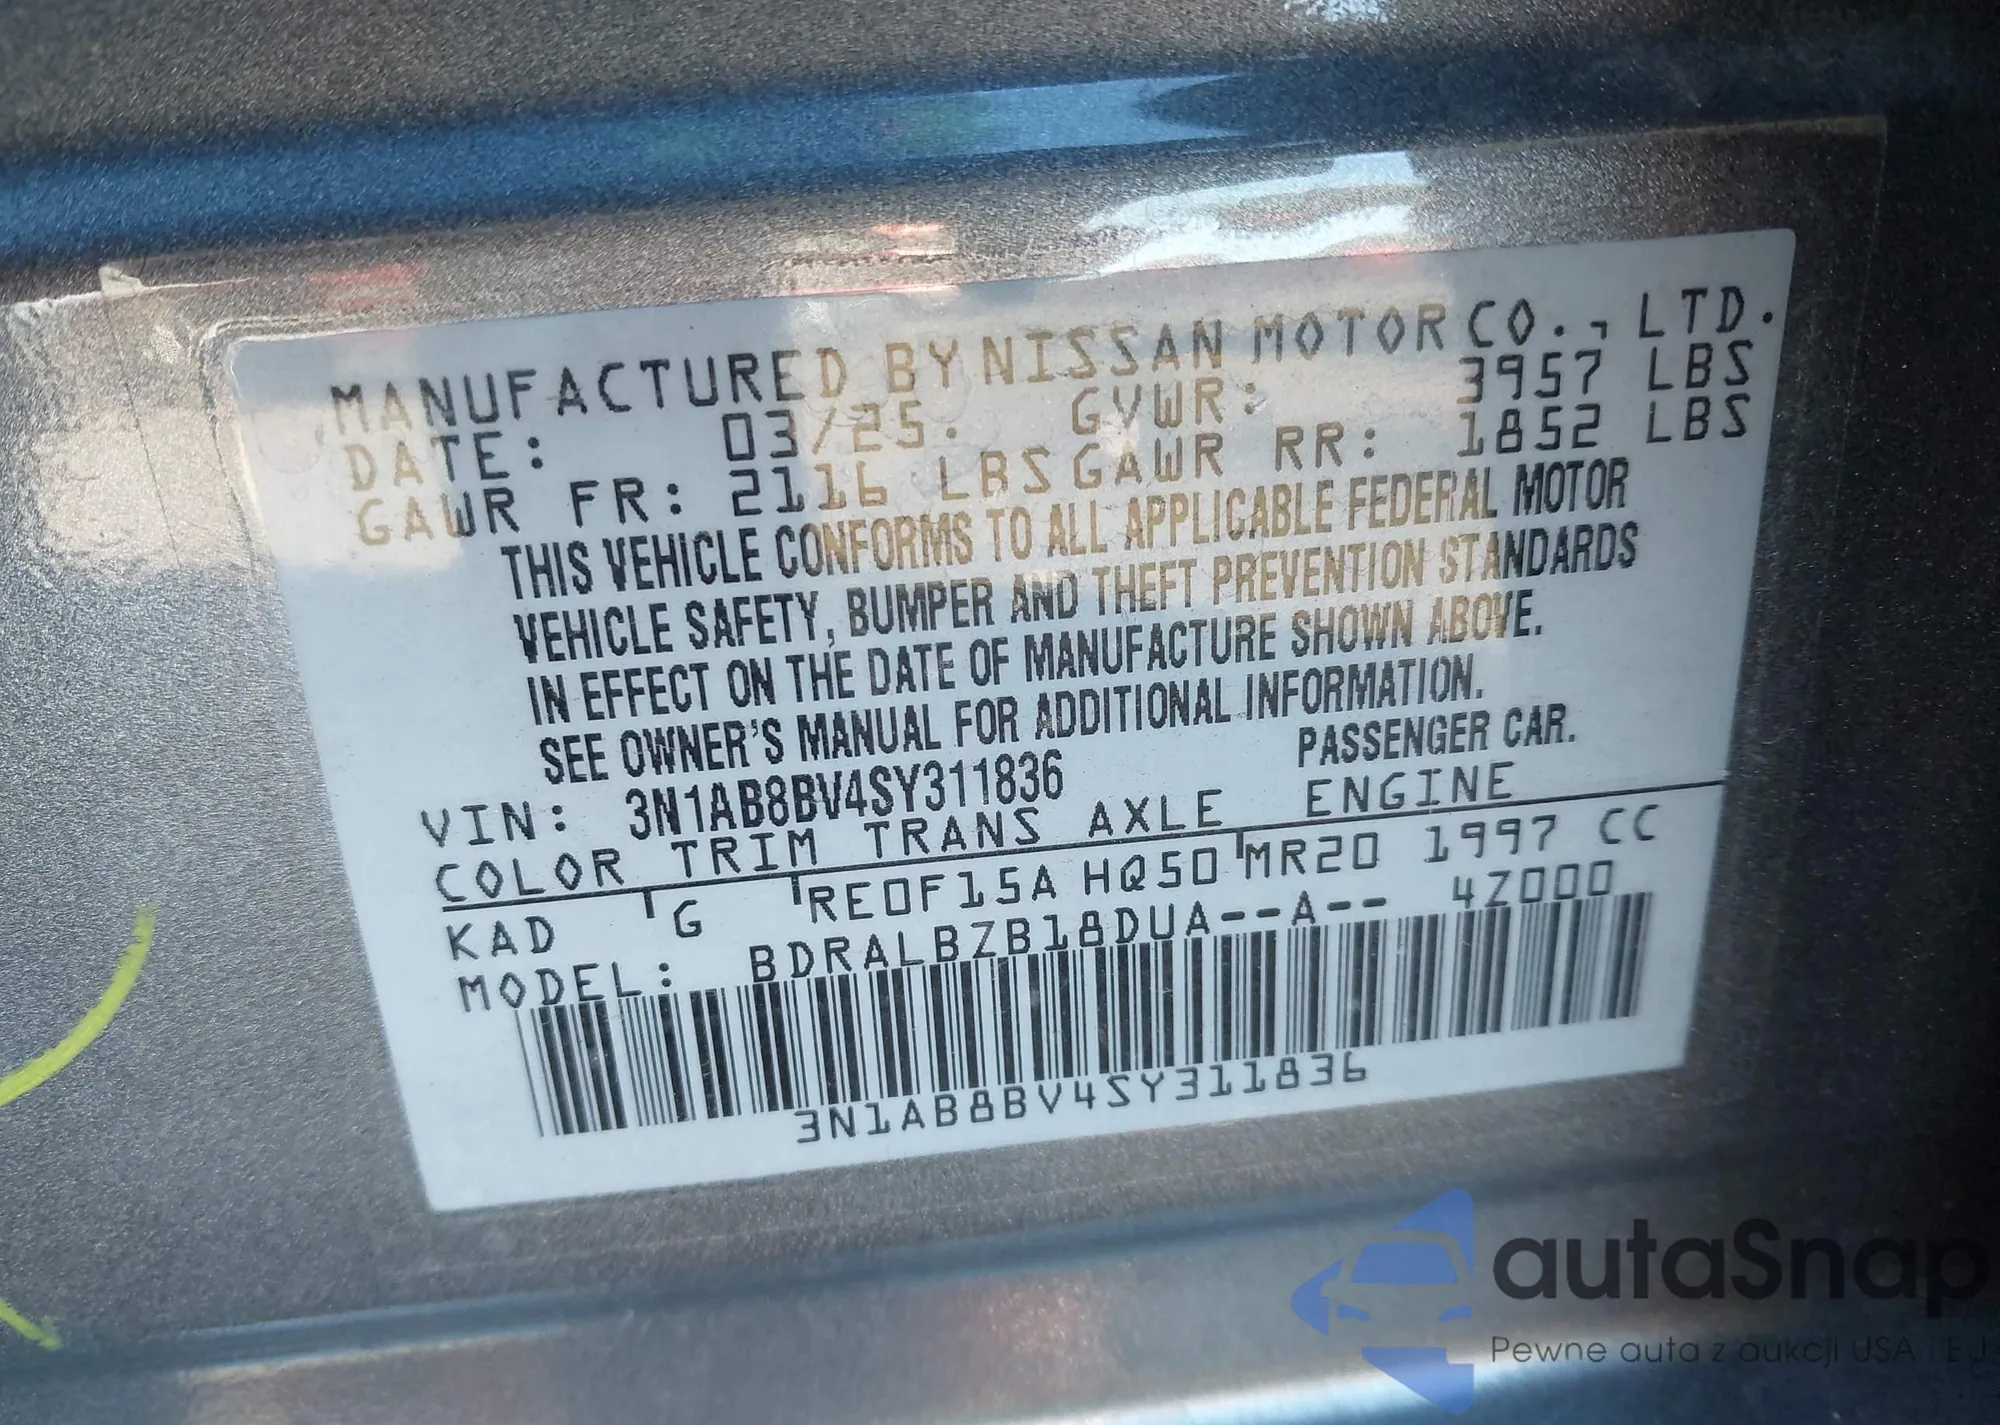 MANUFACTURED BY NISSAN MOTOR CO., LTD.
DATE: 03/25. GVWR: 3957 LBS
GAWR FR: 2116 LBS GAWR RR: 1852 LBS
THIS VEHICLE CONFORMS TO ALL APPLICABLE FEDERAL MOTOR
VEHICLE SAFETY, BUMPER AND THEFT PREVENTION STANDARDS
IN EFFECT ON THE DATE OF MANUFACTURE SHOWN ABOVE.
SEE OWNER'S MANUAL FOR ADDITIONAL INFORMATION.
VIN: 3N1AB8BV4SY311836 PASSENGER CAR.
COLOR TRIM TRANS AXLE ENGINE
KAD G RE0F15A HQ50 MR20 1997 CC
MODEL: BDRALBZB18DUA--A-- 4Z000
3N1AB8BV4SY311836
autaSnap
Pewne auta z aukcji USA i EU